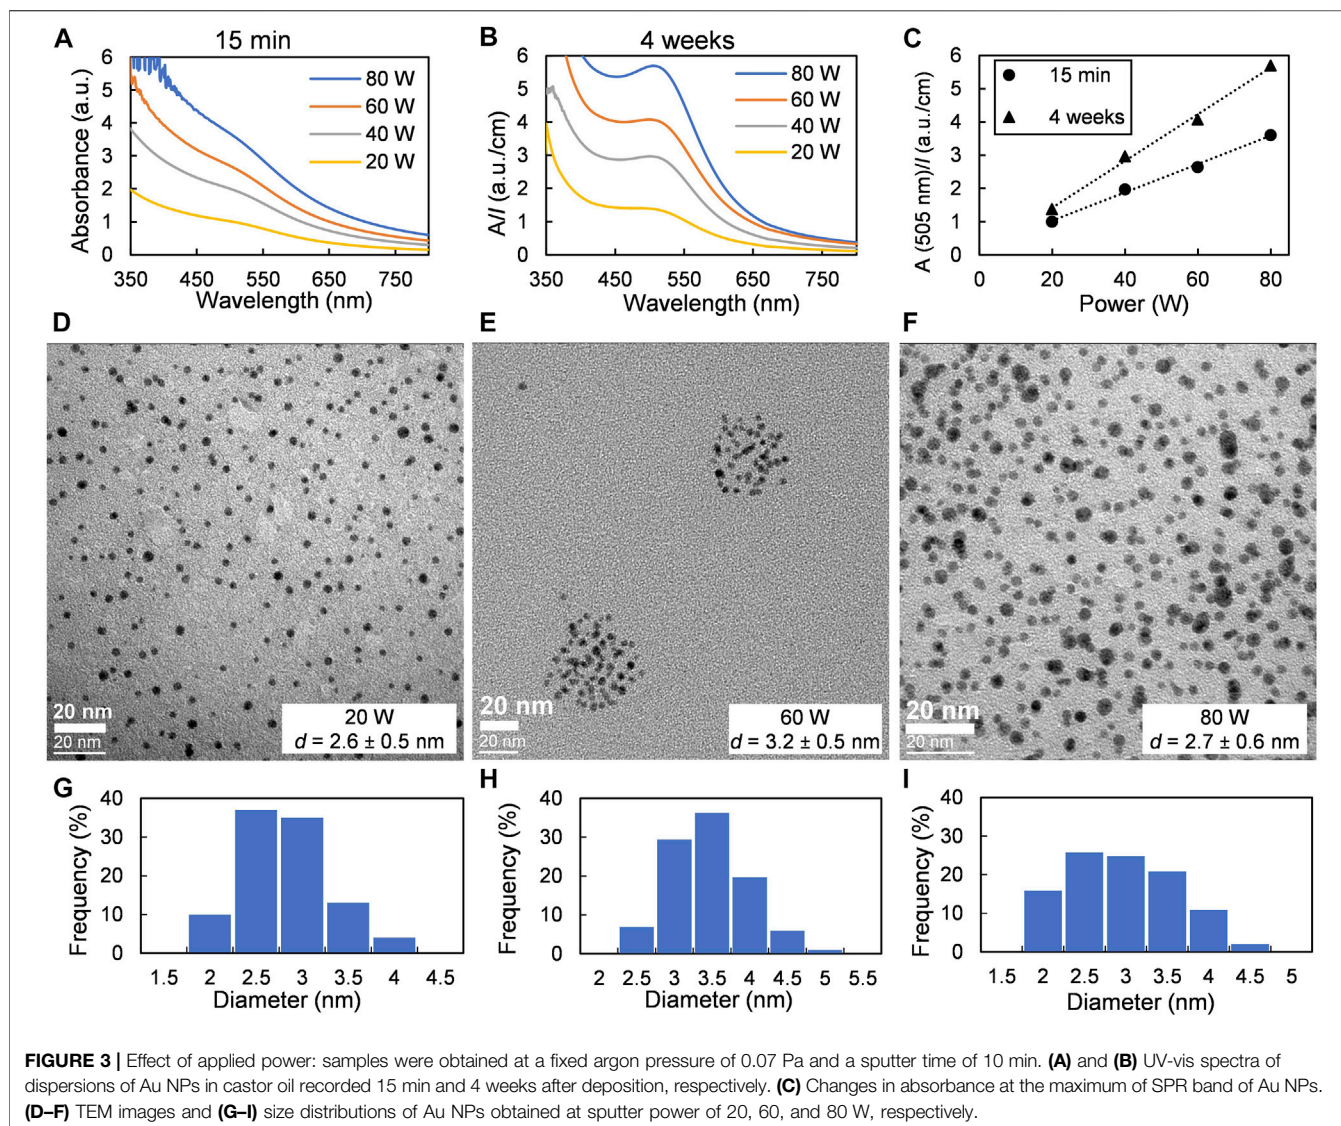 A
15 min
6
5
4
3
2
1
0
Absorbance (a.u.)
80 W
60 W
40 W
20 W
350 450 550 650 750
Wavelength (nm)
B
4 weeks
6
5
4
3
2
1
0
A/l (a.u./cm)
80 W
60 W
40 W
20 W
350 450 550 650 750
Wavelength (nm)
C
6
5
4
3
2
1
0
A (505 nm)/l (a.u./cm)
15 min
4 weeks
0 20 40 60 80
Power (W)
D
20 nm
20 nm
20 W
d = 2.6 ± 0.5 nm
E
20 nm
20 nm
60 W
d = 3.2 ± 0.5 nm
F
20 nm
20 nm
80 W
d = 2.7 ± 0.6 nm
G
40
30
20
10
0
Frequency (%)
1.5 2 2.5 3 3.5 4 4.5
Diameter (nm)
H
40
30
20
10
0
Frequency (%)
2 2.5 3 3.5 4 4.5 5 5.5
Diameter (nm)
I
40
30
20
10
0
Frequency (%)
1.5 2 2.5 3 3.5 4 4.5 5
Diameter (nm)
FIGURE 3 | Effect of applied power: samples were obtained at a fixed argon pressure of 0.07 Pa and a sputter time of 10 min. (A) and (B) UV-vis spectra of
dispersions of Au NPs in castor oil recorded 15 min and 4 weeks after deposition, respectively. (C) Changes in absorbance at the maximum of SPR band of Au NPs.
(D–F) TEM images and (G–I) size distributions of Au NPs obtained at sputter power of 20, 60, and 80 W, respectively.